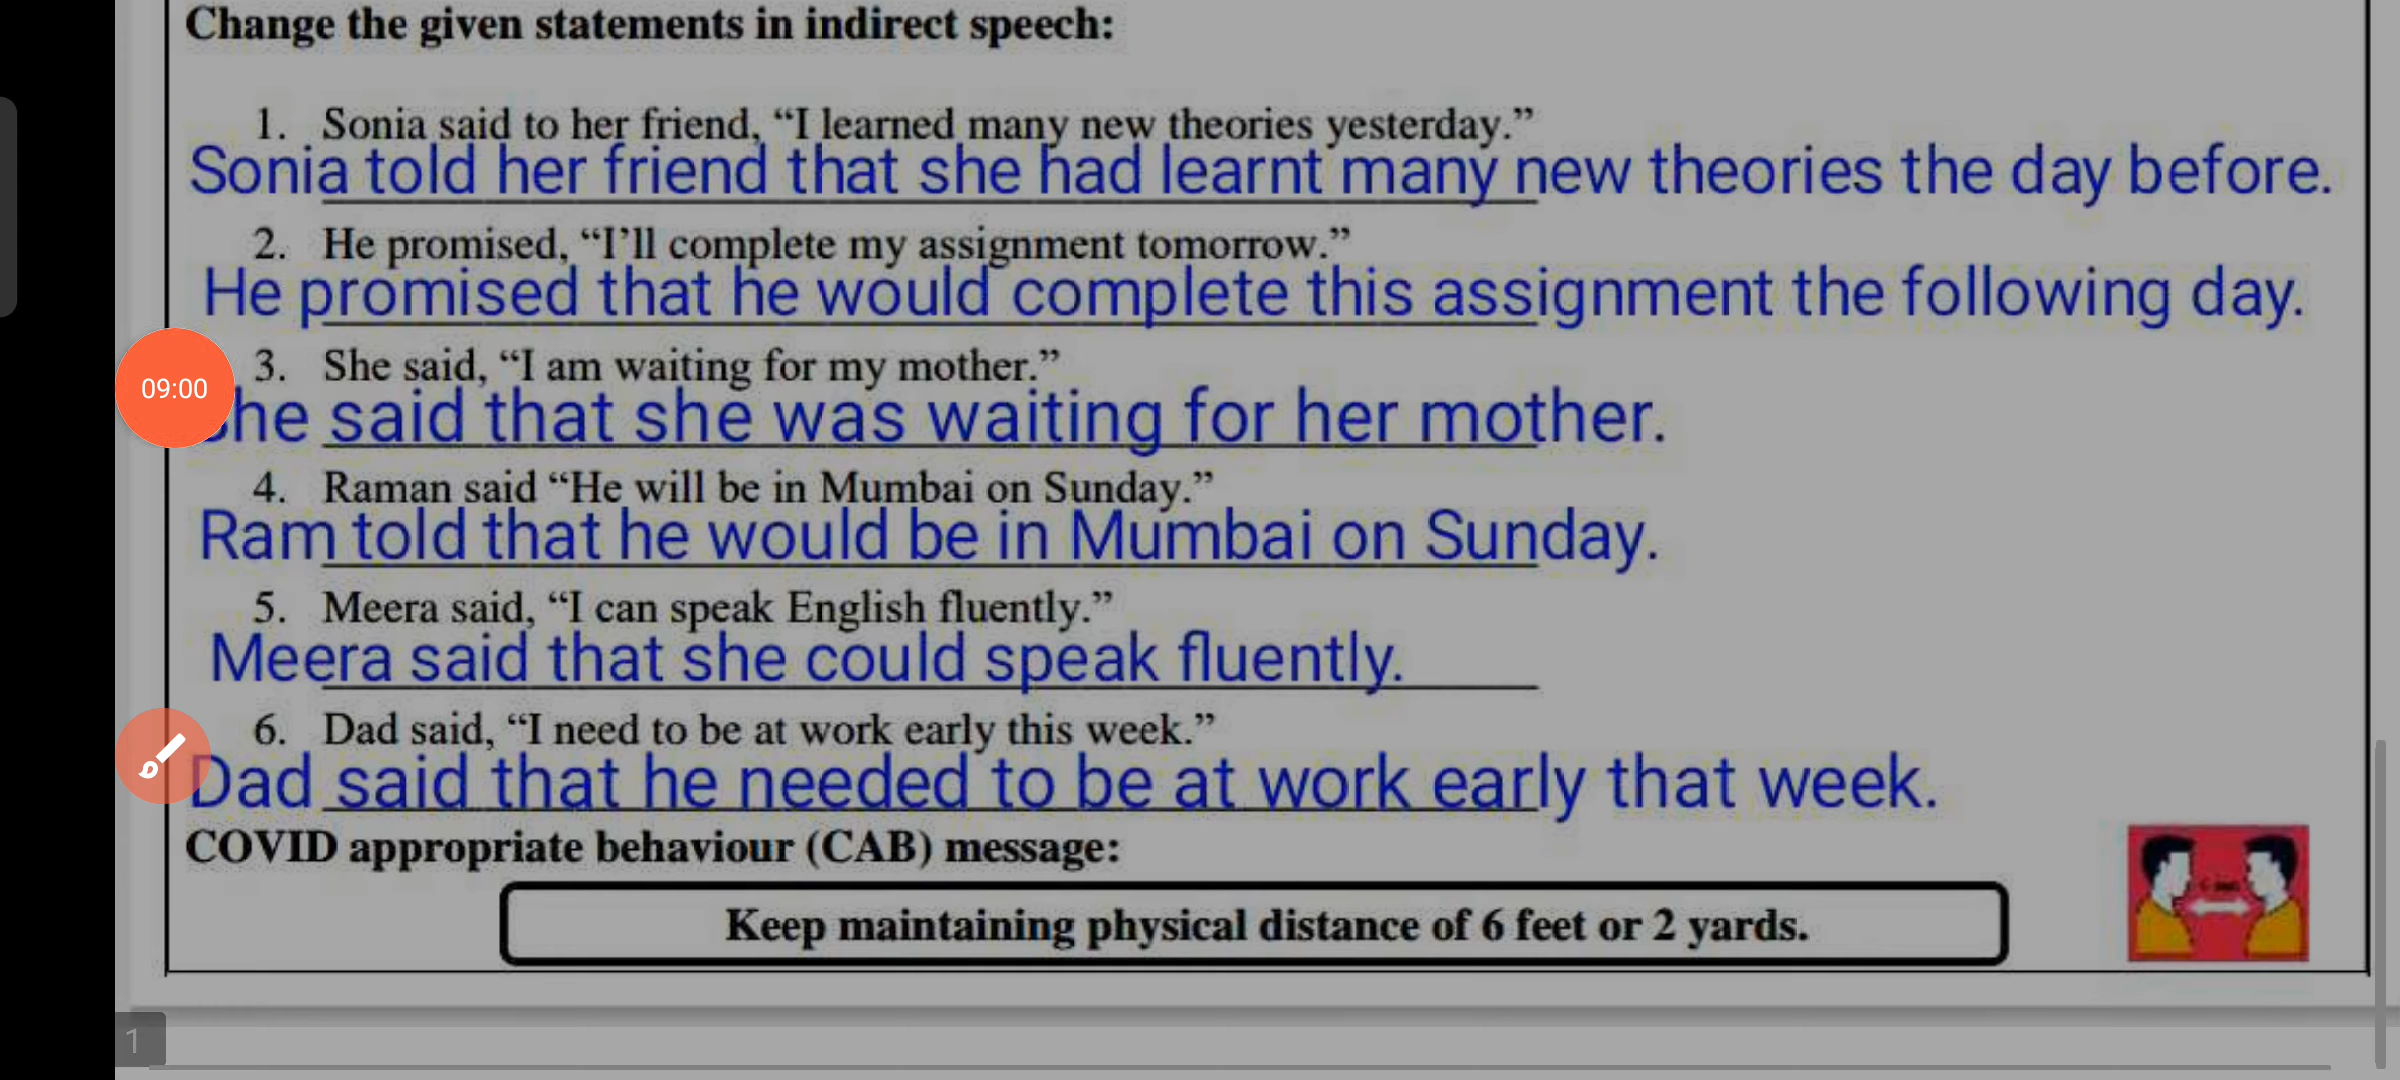 Change the given statements in indirect speech:
1. Sonia said to her friend, “I learned many new theories yesterday.”
Sonia told her friend that she had learnt many new theories the day before.
2. He promised, “I’ll complete my assignment tomorrow.”
He promised that he would complete this assignment the following day.
3. She said, “I am waiting for my mother.”
09:00
She said that she was waiting for her mother.
4. Raman said “He will be in Mumbai on Sunday.”
Ram told that he would be in Mumbai on Sunday.
5. Meera said, “I can speak English fluently.”
Meera said that she could speak fluently.
6. Dad said, “I need to be at work early this week.”
Dad said that he needed to be at work early that week.
COVID appropriate behaviour (CAB) message:
Keep maintaining physical distance of 6 feet or 2 yards.
1